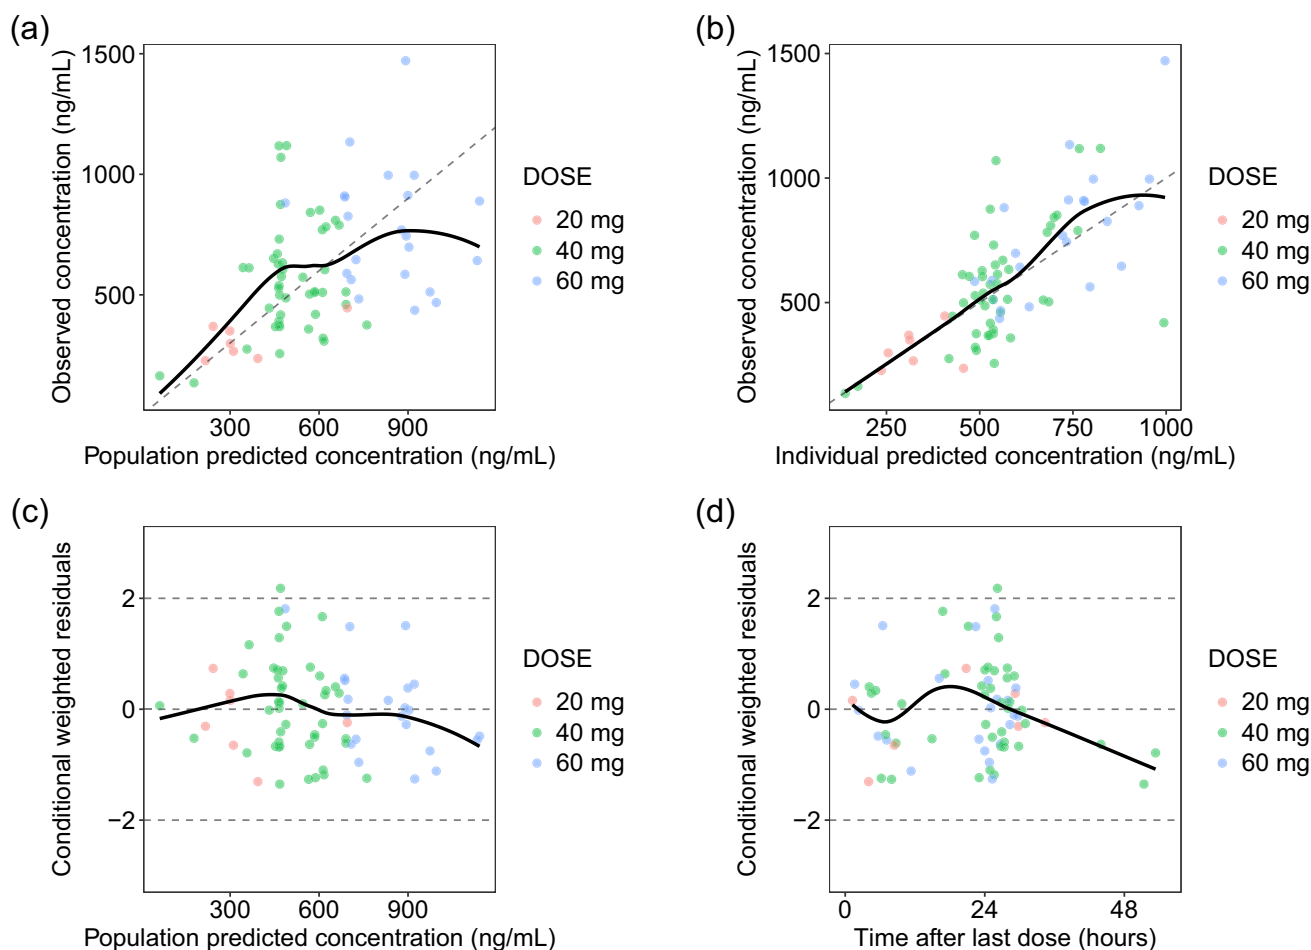 (a)
Observed concentration (ng/mL)
1500
1000
500
300
600
900
Population predicted concentration (ng/mL)
DOSE
20 mg
40 mg
60 mg
(b)
Observed concentration (ng/mL)
1500
1000
500
250
500
750
1000
Individual predicted concentration (ng/mL)
DOSE
20 mg
40 mg
60 mg
(c)
Conditional weighted residuals
2
0
−2
300
600
900
Population predicted concentration (ng/mL)
DOSE
20 mg
40 mg
60 mg
(d)
Conditional weighted residuals
2
0
−2
0
24
48
Time after last dose (hours)
DOSE
20 mg
40 mg
60 mg